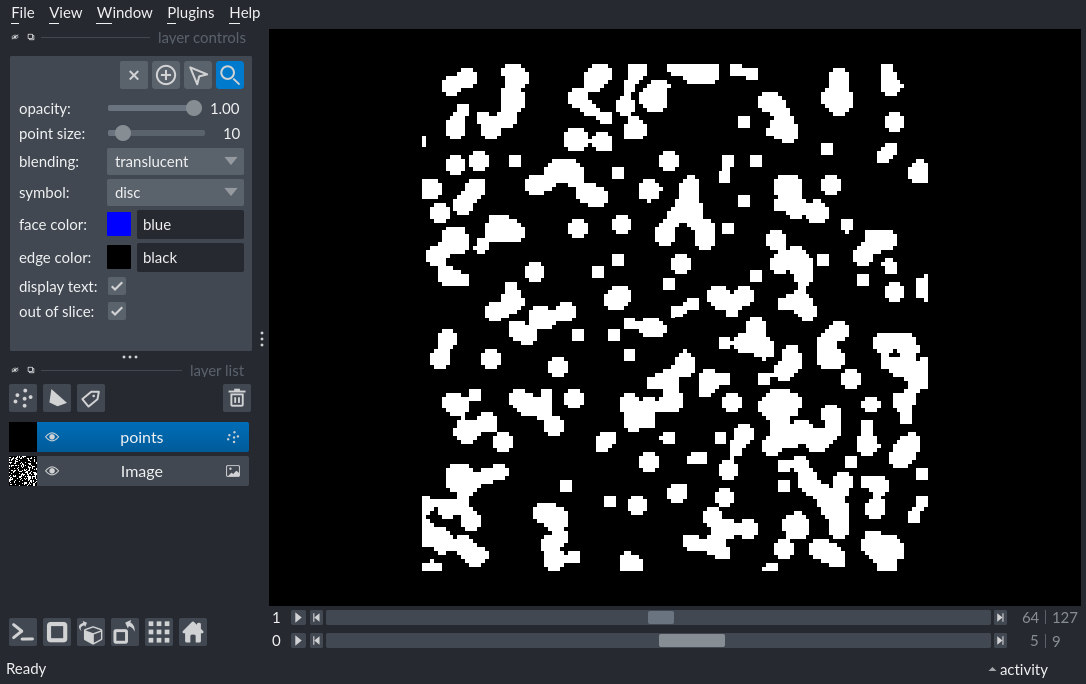 File View Window Plugins Help
layer controls
opacity: 1.00
point size: 10
blending: translucent
symbol: disc
face color: blue
edge color: black
display text:
out of slice:
layer list
points
Image
1 64 127
0 5 9
Ready activity